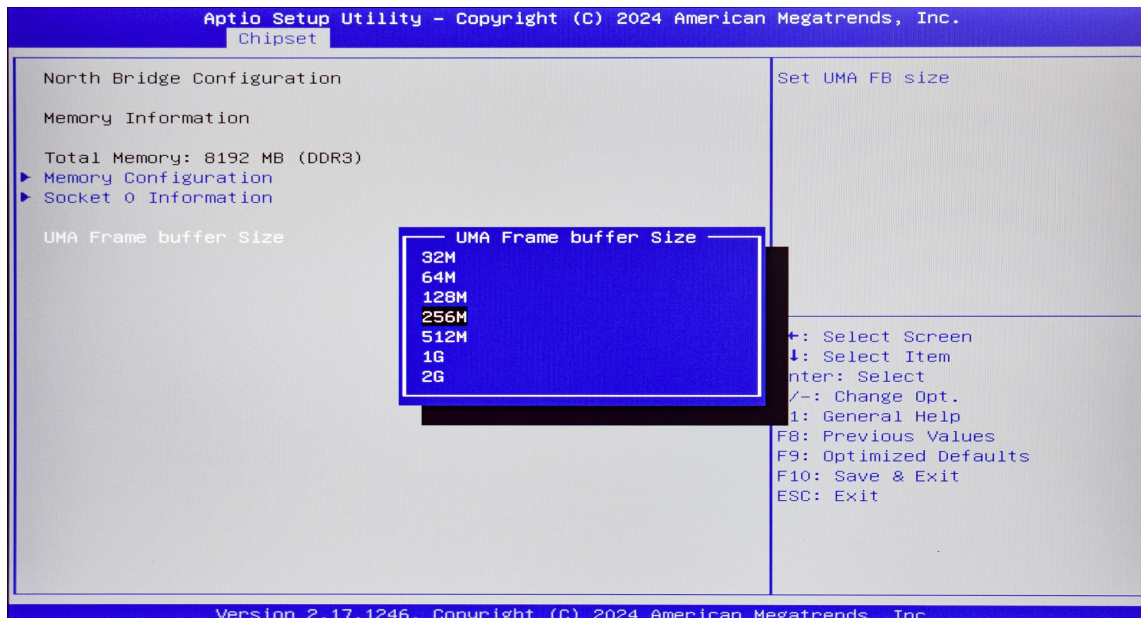 Aptio Setup Utility – Copyright (C) 2024 American Megatrends, Inc.
Chipset
North Bridge Configuration
Memory Information
Total Memory: 8192 MB (DDR3)
Memory Configuration
Socket 0 Information
UMA Frame buffer Size
UMA Frame buffer Size
32M
64M
128M
256M
512M
1G
2G
Set UMA FB size
←: Select Screen
↓: Select Item
nter: Select
/-: Change Opt.
1: General Help
F8: Previous Values
F9: Optimized Defaults
F10: Save & Exit
ESC: Exit
Version 2.17.1246. Copyright (C) 2024 American Megatrends, Inc.